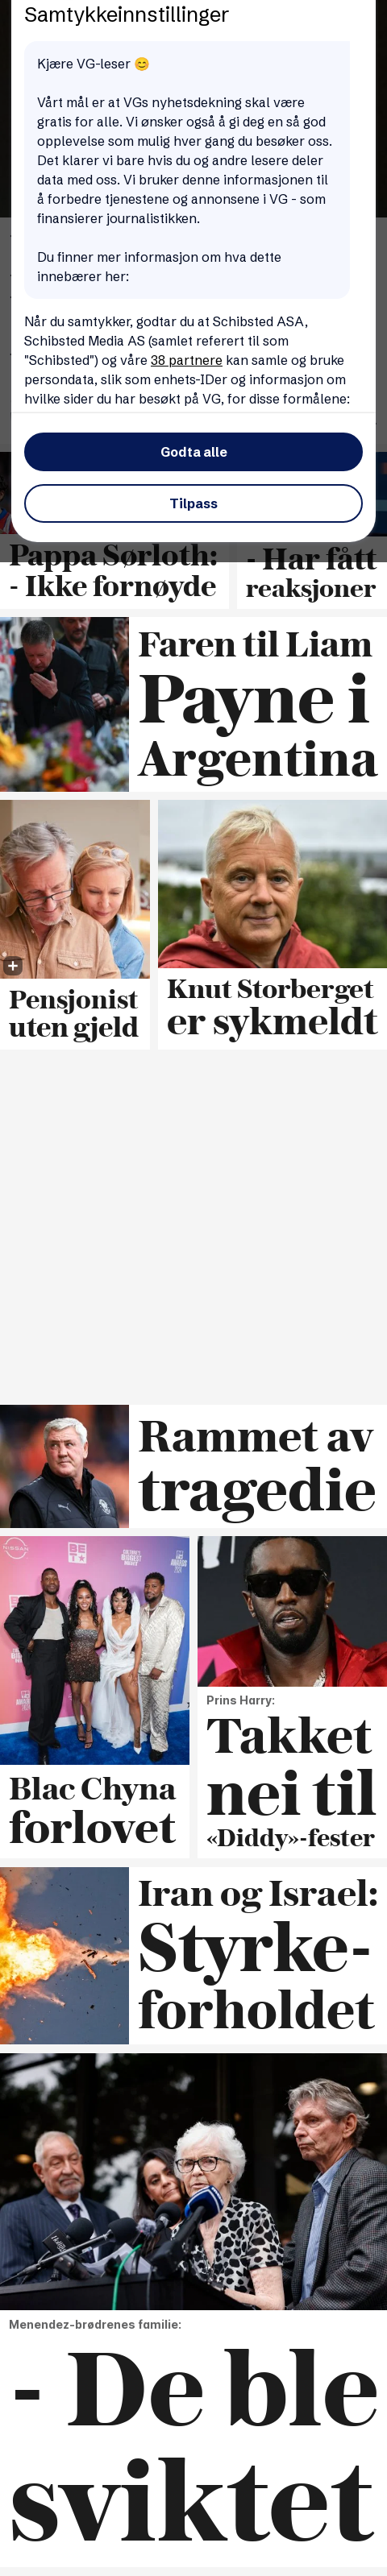 Samtykkeinnstillinger
Kjære VG-leser 😊
Vårt mål er at VGs nyhetsdekning skal være
gratis for alle. Vi ønsker også å gi deg en så god
opplevelse som mulig hver gang du besøker oss.
Det klarer vi bare hvis du og andre lesere deler
data med oss. Vi bruker denne informasjonen til
å forbedre tjenestene og annonsene i VG - som
finansierer journalistikken.
Du finner mer informasjon om hva dette
innebærer her:
Når du samtykker, godtar du at Schibsted ASA,
Schibsted Media AS (samlet referert til som
"Schibsted") og våre 38 partnere kan samle og bruke
persondata, slik som enhets-IDer og informasjon om
hvilke sider du har besøkt på VG, for disse formålene:
Godta alle
Tilpass
Pappa Sørloth:
- Ikke fornøyde
- Har fått
reaksjoner
Faren til Liam
Payne i
Argentina
+
Pensjonist
uten gjeld
Knut Storberget
er sykmeldt
Rammet av
tragedie
NISSAN
BET
Blac Chyna
forlovet
Prins Harry:
Takket
nei til
«Diddy»-fester
Iran og Israel:
Styrke-
forholdet
Menendez-brødrenes familie:
- De ble
sviktet